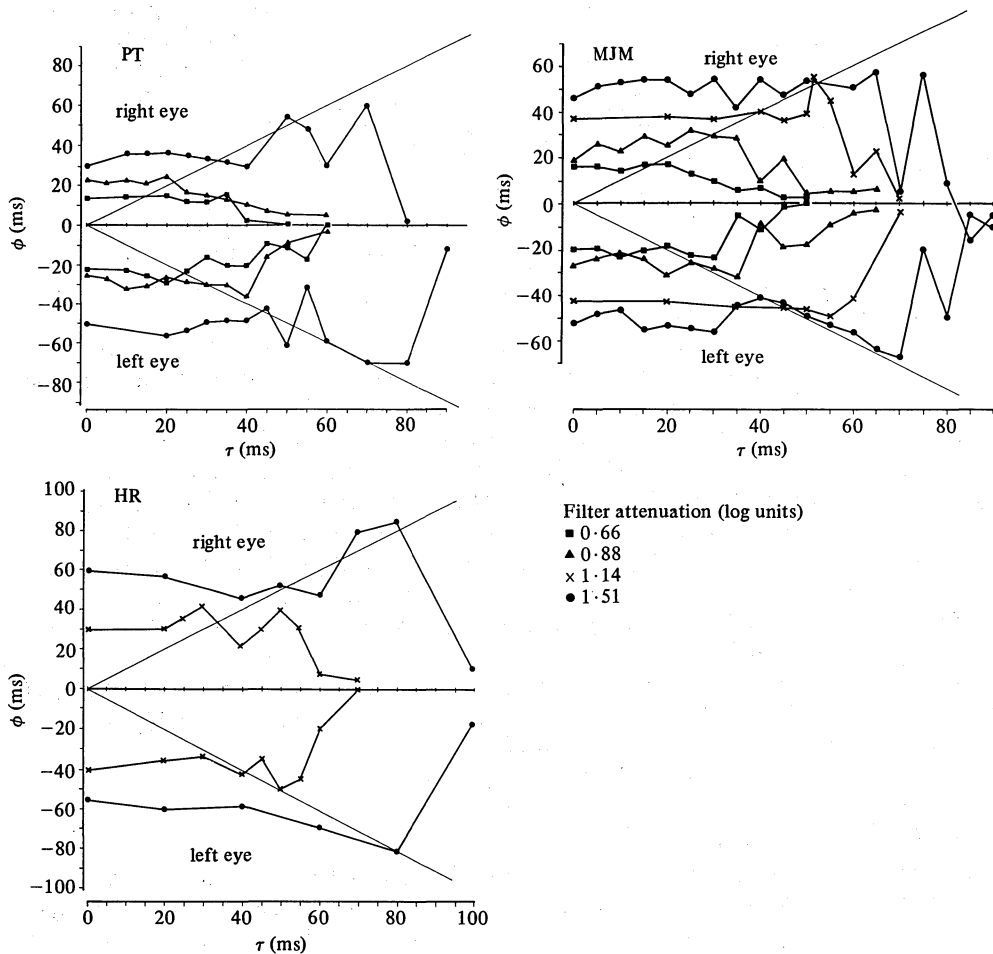 PT
80
60
40
20
0
−20
−40
−60
−80
ϕ (ms)
right eye
left eye
0 20 40 60 80
τ (ms)
MJM
60
40
20
0
−20
−40
−60
ϕ (ms)
right eye
left eye
0 20 40 60 80
τ (ms)
HR
100
80
60
40
20
0
−20
−40
−60
−80
−100
ϕ (ms)
right eye
left eye
0 20 40 60 80 100
τ (ms)
Filter attenuation (log units)
■ 0·66
▲ 0·88
× 1·14
● 1·51